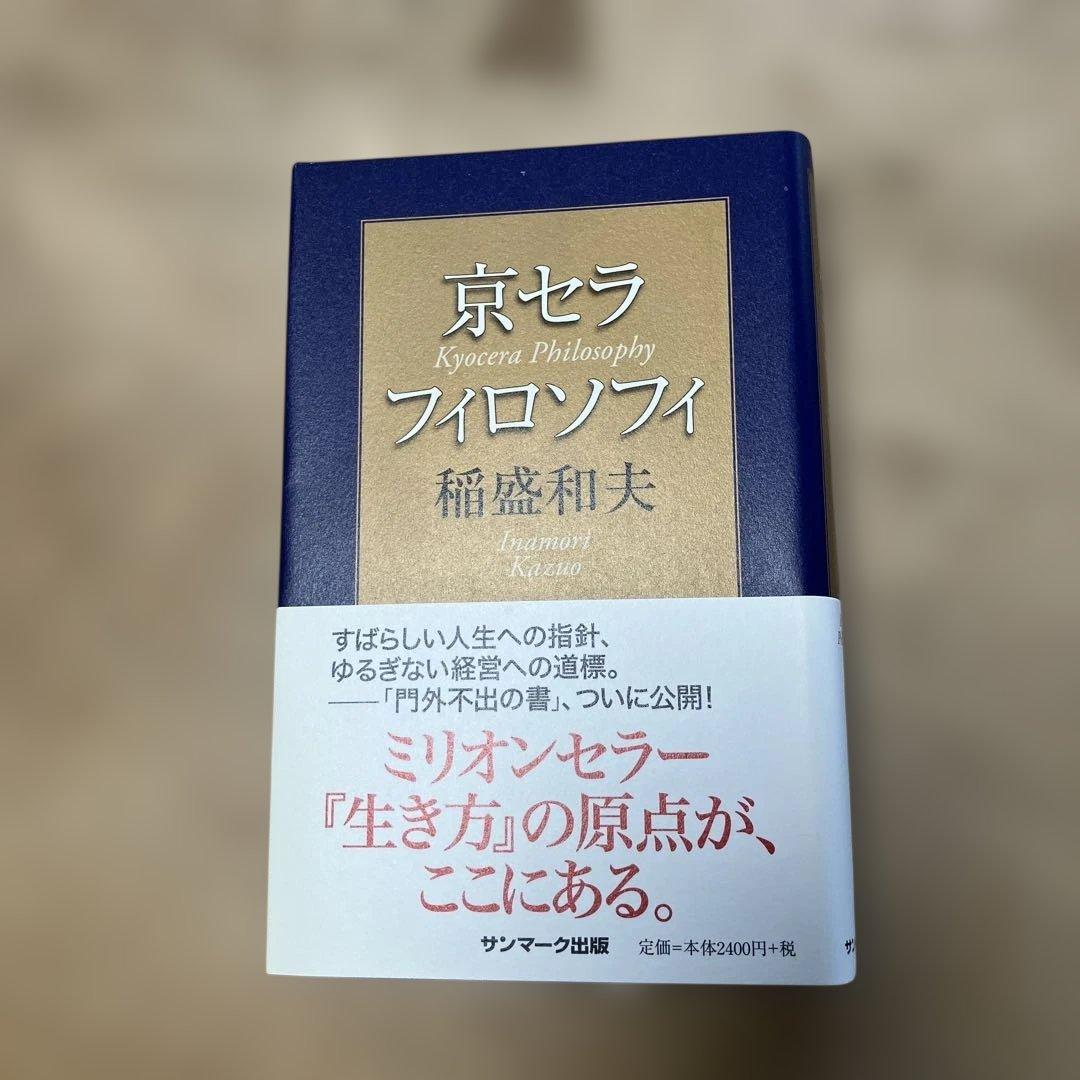 京セラ
Kyocera Philosophy
フィロソフィ
稲盛和夫
Inamori
Kazuo
すばらしい人生への指針、
ゆるぎない経営への道標。
――「門外不出の書」、ついに公開!
ミリオンセラー
『生き方』の原点が、
ここにある。
サンマーク出版 定価=本体2400円+税